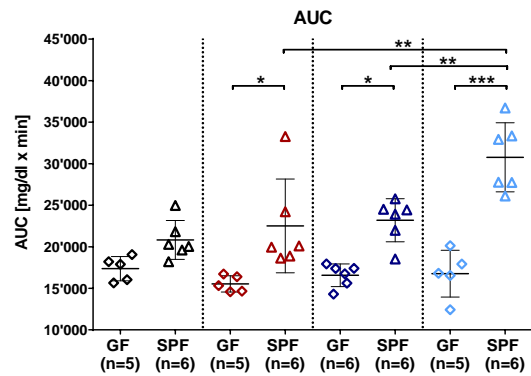 AUC
45'000
40'000
35'000
30'000
25'000
20'000
15'000
10'000
AUC [mg/dl x min]
**
**
* * ***
GF SPF GF SPF GF SPF GF SPF
(n=5) (n=6) (n=5) (n=6) (n=6) (n=6) (n=5) (n=6)